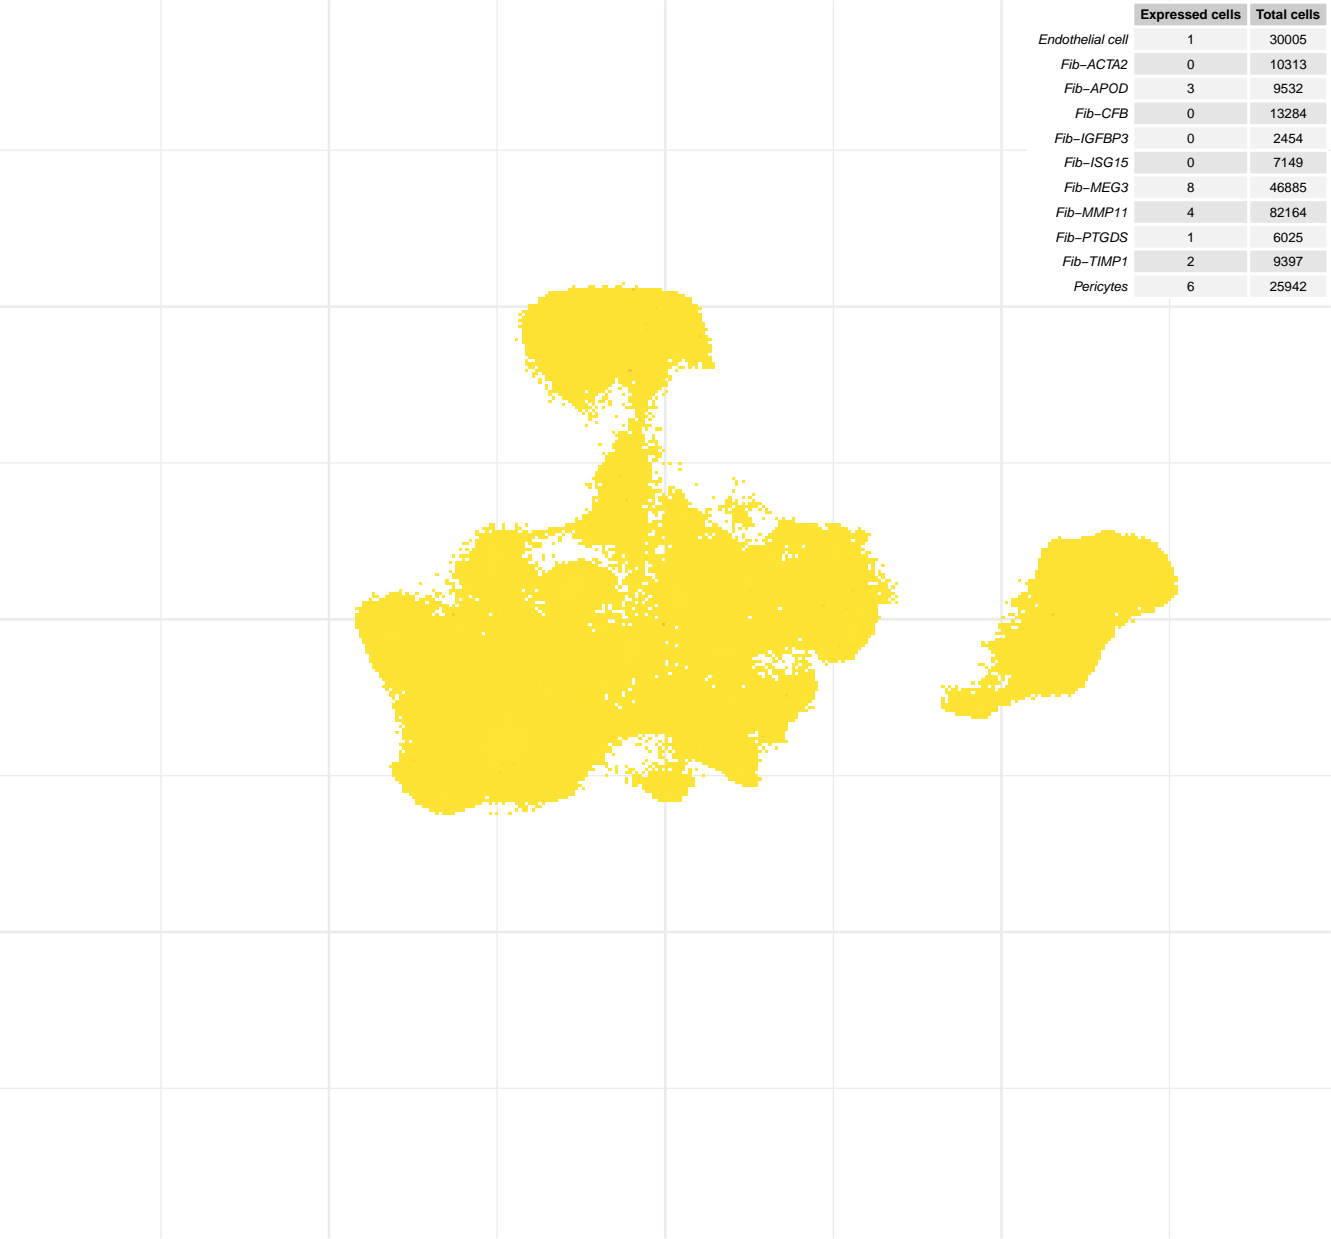 Expressed cells Total cells
Endothelial cell 1 30005
Fib−ACTA2 0 10313
Fib−APOD 3 9532
Fib−CFB 0 13284
Fib−IGFBP3 0 2454
Fib−ISG15 0 7149
Fib−MEG3 8 46885
Fib−MMP11 4 82164
Fib−PTGDS 1 6025
Fib−TIMP1 2 9397
Pericytes 6 25942